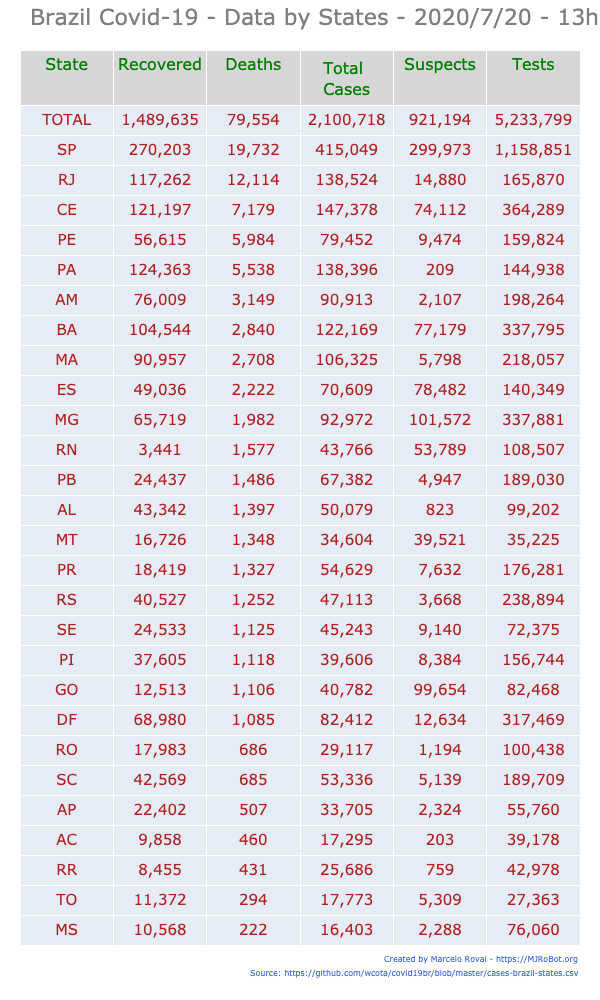 Brazil Covid-19 - Data by States - 2020/7/20 - 13h
State Recovered Deaths Total Cases Suspects Tests
TOTAL 1,489,635 79,554 2,100,718 921,194 5,233,799
SP 270,203 19,732 415,049 299,973 1,158,851
RJ 117,262 12,114 138,524 14,880 165,870
CE 121,197 7,179 147,378 74,112 364,289
PE 56,615 5,984 79,452 9,474 159,824
PA 124,363 5,538 138,396 209 144,938
AM 76,009 3,149 90,913 2,107 198,264
BA 104,544 2,840 122,169 77,179 337,795
MA 90,957 2,708 106,325 5,798 218,057
ES 49,036 2,222 70,609 78,482 140,349
MG 65,719 1,982 92,972 101,572 337,881
RN 3,441 1,577 43,766 53,789 108,507
PB 24,437 1,486 67,382 4,947 189,030
AL 43,342 1,397 50,079 823 99,202
MT 16,726 1,348 34,604 39,521 35,225
PR 18,419 1,327 54,629 7,632 176,281
RS 40,527 1,252 47,113 3,668 238,894
SE 24,533 1,125 45,243 9,140 72,375
PI 37,605 1,118 39,606 8,384 156,744
GO 12,513 1,106 40,782 99,654 82,468
DF 68,980 1,085 82,412 12,634 317,469
RO 17,983 686 29,117 1,194 100,438
SC 42,569 685 53,336 5,139 189,709
AP 22,402 507 33,705 2,324 55,760
AC 9,858 460 17,295 203 39,178
RR 8,455 431 25,686 759 42,978
TO 11,372 294 17,773 5,309 27,363
MS 10,568 222 16,403 2,288 76,060
Created by Marcelo Rovai - https://MJRoBot.org
Source: https://github.com/wcota/covid19br/blob/master/cases-brazil-states.csv